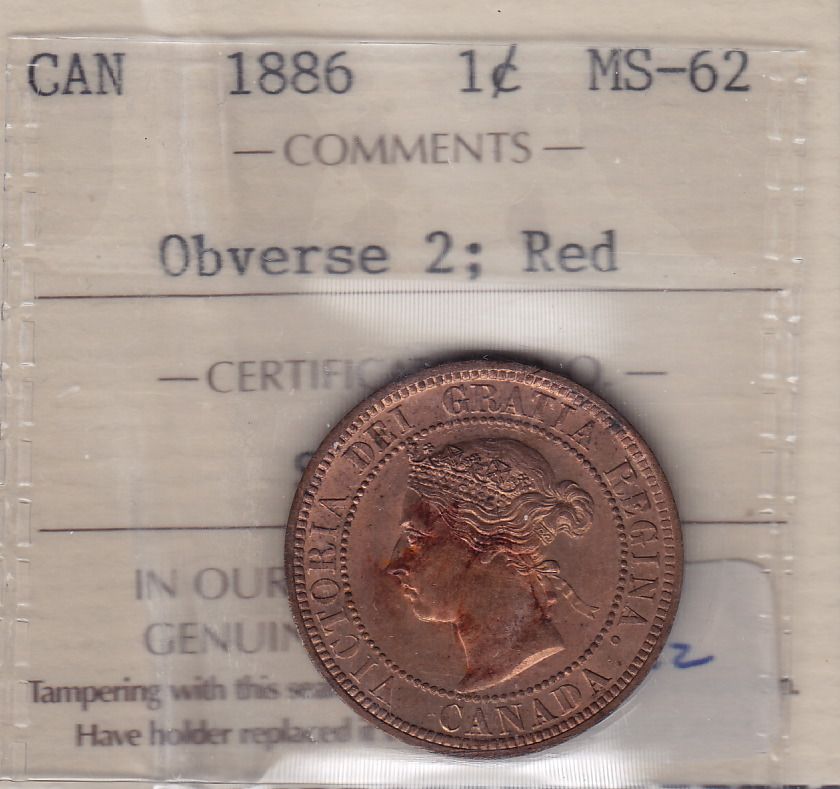 CAN 1886 1¢ MS-62
— COMMENTS —
Obverse 2; Red
— CERTIFIC O. —
VICTORIA DEI GRATIA REGINA.
CANADA
IN OUR
GENUIN
Tampering with this sea n.
Have holder replaced i